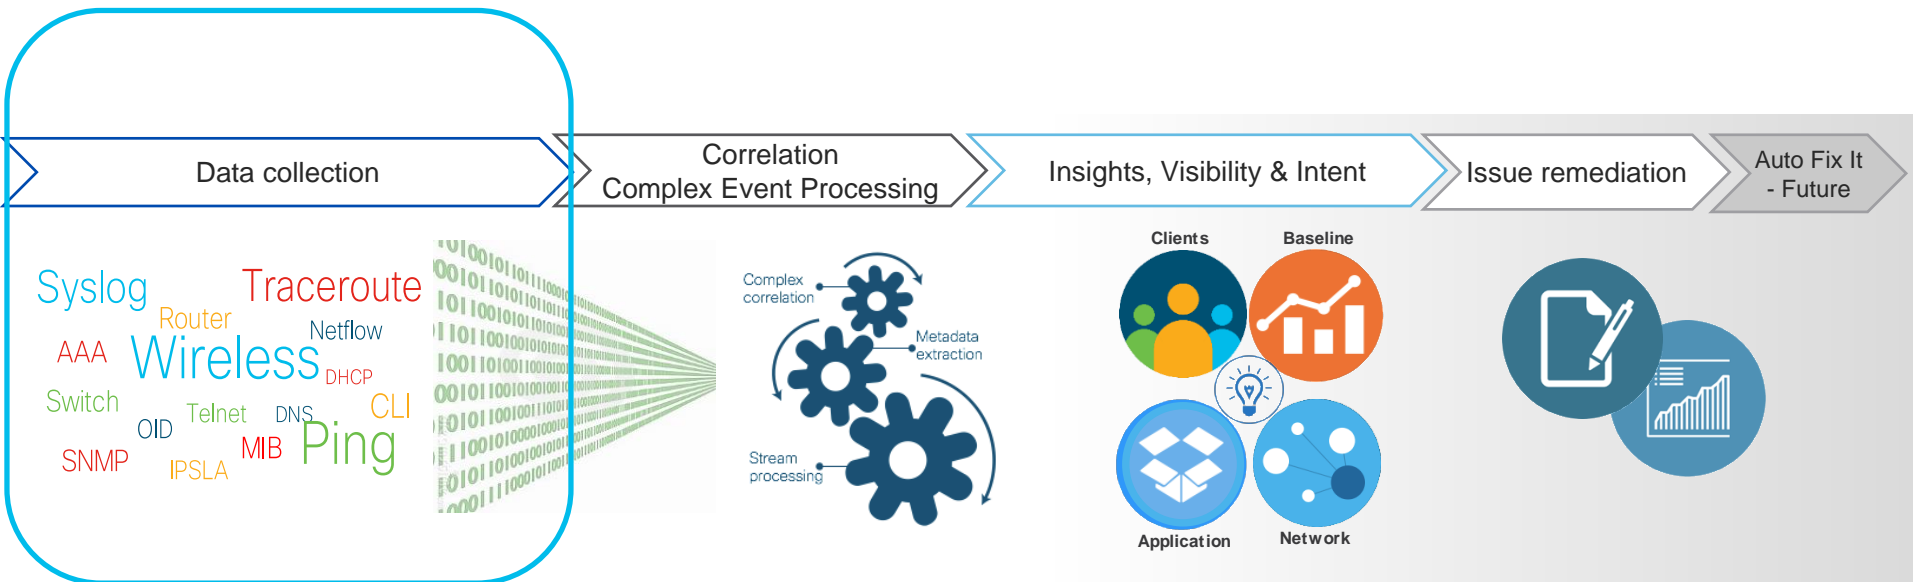 Data collection
Correlation
Complex Event Processing
Insights, Visibility & Intent
Issue remediation
Auto Fix It
- Future
Syslog
Traceroute
Router
Netflow
AAA
Wireless
DHCP
Switch
Telnet
DNS
CLI
OID
MIB
Ping
SNMP
IPSLA
Complex
correlation
Metadata
extraction
Stream
processing
Clients
Baseline
Application
Network